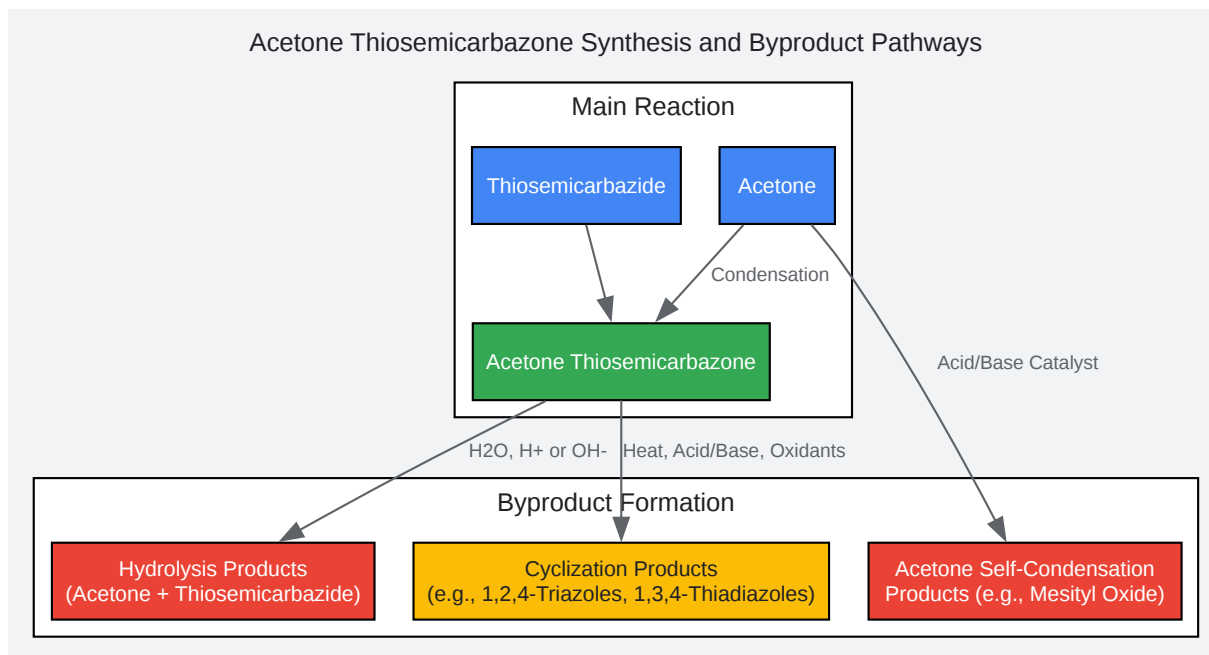 Acetone Thiosemicarbazone Synthesis and Byproduct Pathways
Main Reaction
Thiosemicarbazide
Acetone
Condensation
Acetone Thiosemicarbazone
Acid/Base Catalyst
H2O, H+ or OH-
Heat, Acid/Base, Oxidants
Byproduct Formation
Hydrolysis Products
(Acetone + Thiosemicarbazide)
Cyclization Products
(e.g., 1,2,4-Triazoles, 1,3,4-Thiadiazoles)
Acetone Self-Condensation
Products (e.g., Mesityl Oxide)